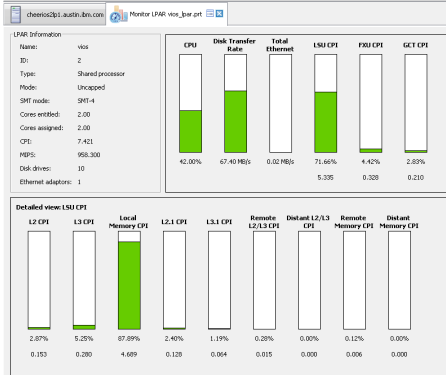 cheerios2lp1.austin.ibm.com
Monitor LPAR vios_lpar.prt
LPAR Information
Name: vios
ID: 2
Type: Shared processor
Mode: Uncapped
SMT mode: SMT-4
Cores entitled: 2.00
Cores assigned: 2.00
CPI: 7.421
MIPS: 958.300
Disk drives: 10
Ethernet adaptors: 1
CPU
Disk Transfer
Rate
Total
Ethernet
LSU CPI
FXU CPI
GCT CPI
42.00% 67.40 MB/s 0.02 MB/s 71.66% 4.42% 2.83%
5.335 0.328 0.210
Detailed view: LSU CPI
L2 CPI
L3 CPI
Local
Memory CPI
L2.1 CPI
L3.1 CPI
Remote
L2/L3 CPI
Distant L2/L3
CPI
Remote
Memory CPI
Distant
Memory CPI
2.87% 5.25% 87.89% 2.40% 1.19% 0.28% 0.00% 0.12% 0.00%
0.153 0.280 4.689 0.128 0.064 0.015 0.000 0.006 0.000